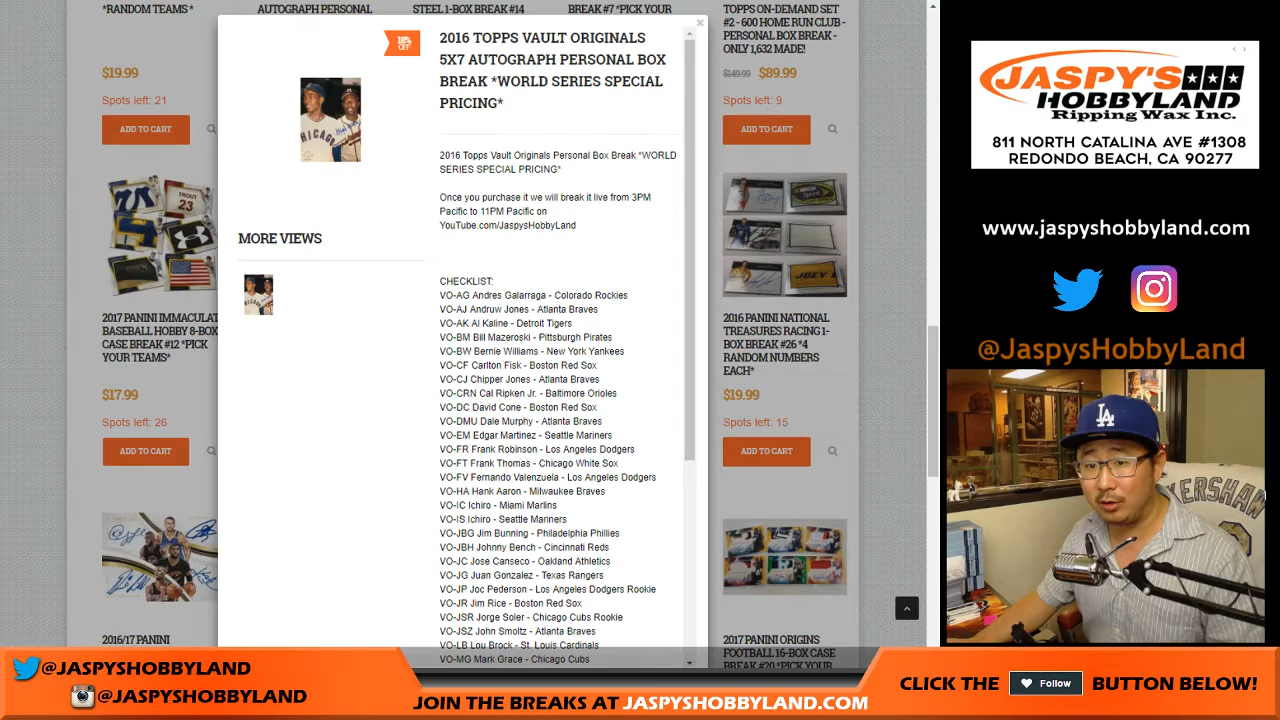 *RANDOM TEAMS *
AUTOGRAPH PERSONAL
STEEL 1-BOX BREAK #14
BREAK #7 *PICK YOUR
TOPPS ON-DEMAND SET
#2 - 600 HOME RUN CLUB -
PERSONAL BOX BREAK -
ONLY 1,632 MADE!
$19.99
Spots left: 21
ADD TO CART
$149.99 $89.99
Spots left: 9
ADD TO CART
18%
OFF
2016 TOPPS VAULT ORIGINALS
5X7 AUTOGRAPH PERSONAL BOX
BREAK *WORLD SERIES SPECIAL
PRICING*
2016 Topps Vault Originals Personal Box Break *WORLD
SERIES SPECIAL PRICING*
Once you purchase it we will break it live from 3PM
Pacific to 11PM Pacific on
YouTube.com/JaspysHobbyLand
MORE VIEWS
CHECKLIST:
VO-AG Andres Galarraga - Colorado Rockies
VO-AJ Andruw Jones - Atlanta Braves
VO-AK Al Kaline - Detroit Tigers
VO-BM Bill Mazeroski - Pittsburgh Pirates
VO-BW Bernie Williams - New York Yankees
VO-CF Carlton Fisk - Boston Red Sox
VO-CJ Chipper Jones - Atlanta Braves
VO-CRN Cal Ripken Jr. - Baltimore Orioles
VO-DC David Cone - Boston Red Sox
VO-DMU Dale Murphy - Atlanta Braves
VO-EM Edgar Martinez - Seattle Mariners
VO-FR Frank Robinson - Los Angeles Dodgers
VO-FT Frank Thomas - Chicago White Sox
VO-FV Fernando Valenzuela - Los Angeles Dodgers
VO-HA Hank Aaron - Milwaukee Braves
VO-IC Ichiro - Miami Marlins
VO-IS Ichiro - Seattle Mariners
VO-JBG Jim Bunning - Philadelphia Phillies
VO-JBH Johnny Bench - Cincinnati Reds
VO-JC Jose Canseco - Oakland Athletics
VO-JG Juan Gonzalez - Texas Rangers
VO-JP Joc Pederson - Los Angeles Dodgers Rookie
VO-JR Jim Rice - Boston Red Sox
VO-JSR Jorge Soler - Chicago Cubs Rookie
VO-JSZ John Smoltz - Atlanta Braves
VO-LB Lou Brock - St. Louis Cardinals
VO-MG Mark Grace - Chicago Cubs
CHICAGO
TROUT
23
2017 PANINI IMMACULAT
BASEBALL HOBBY 8-BOX
CASE BREAK #12 *PICK
YOUR TEAMS*
$17.99
Spots left: 26
ADD TO CART
2016/17 PANINI
2016 PANINI NATIONAL
TREASURES RACING 1-
BOX BREAK #26 *4
RANDOM NUMBERS
EACH*
$19.99
Spots left: 15
ADD TO CART
2017 PANINI ORIGINS
FOOTBALL 16-BOX CASE
BREAK #20 *PICK YOUR
JASPY'S
HOBBYLAND
Ripping Wax Inc.
811 NORTH CATALINA AVE #1308
REDONDO BEACH, CA 90277
www.jaspyshobbyland.com
@JaspysHobbyLand
LA
KERSHAW
@JASPYSHOBBYLAND
@JASPYSHOBBYLAND
JOIN THE BREAKS AT JASPYSHOBBYLAND.COM
CLICK THE Follow BUTTON BELOW!